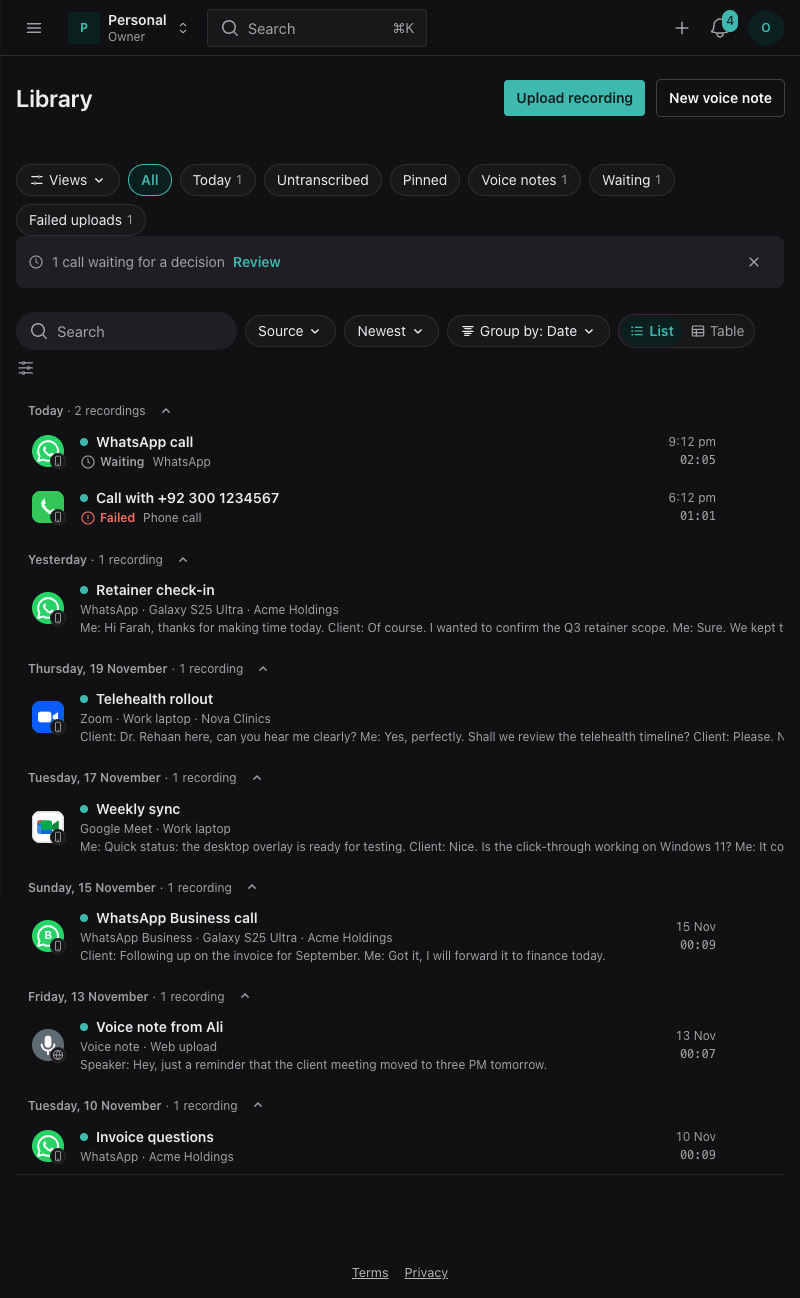 P Personal
Owner
Search ⌘K
4
O
Library
Upload recording
New voice note
Views All Today 1 Untranscribed Pinned Voice notes 1 Waiting 1
Failed uploads 1
1 call waiting for a decision Review
Search Source Newest Group by: Date List Table
Today · 2 recordings
WhatsApp call 9:12 pm
Waiting WhatsApp 02:05
Call with +92 300 1234567 6:12 pm
Failed Phone call 01:01
Yesterday · 1 recording
Retainer check-in
WhatsApp · Galaxy S25 Ultra · Acme Holdings
Me: Hi Farah, thanks for making time today. Client: Of course. I wanted to confirm the Q3 retainer scope. Me: Sure. We kept t
Thursday, 19 November · 1 recording
Telehealth rollout
Zoom · Work laptop · Nova Clinics
Client: Dr. Rehaan here, can you hear me clearly? Me: Yes, perfectly. Shall we review the telehealth timeline? Client: Please. N
Tuesday, 17 November · 1 recording
Weekly sync
Google Meet · Work laptop
Me: Quick status: the desktop overlay is ready for testing. Client: Nice. Is the click-through working on Windows 11? Me: It co
Sunday, 15 November · 1 recording
WhatsApp Business call
15 Nov
B
WhatsApp Business · Galaxy S25 Ultra · Acme Holdings
00:09
Client: Following up on the invoice for September. Me: Got it, I will forward it to finance today.
Friday, 13 November · 1 recording
Voice note from Ali
13 Nov
Voice note · Web upload
00:07
Speaker: Hey, just a reminder that the client meeting moved to three PM tomorrow.
Tuesday, 10 November · 1 recording
Invoice questions 10 Nov
WhatsApp · Acme Holdings 00:09
Terms Privacy